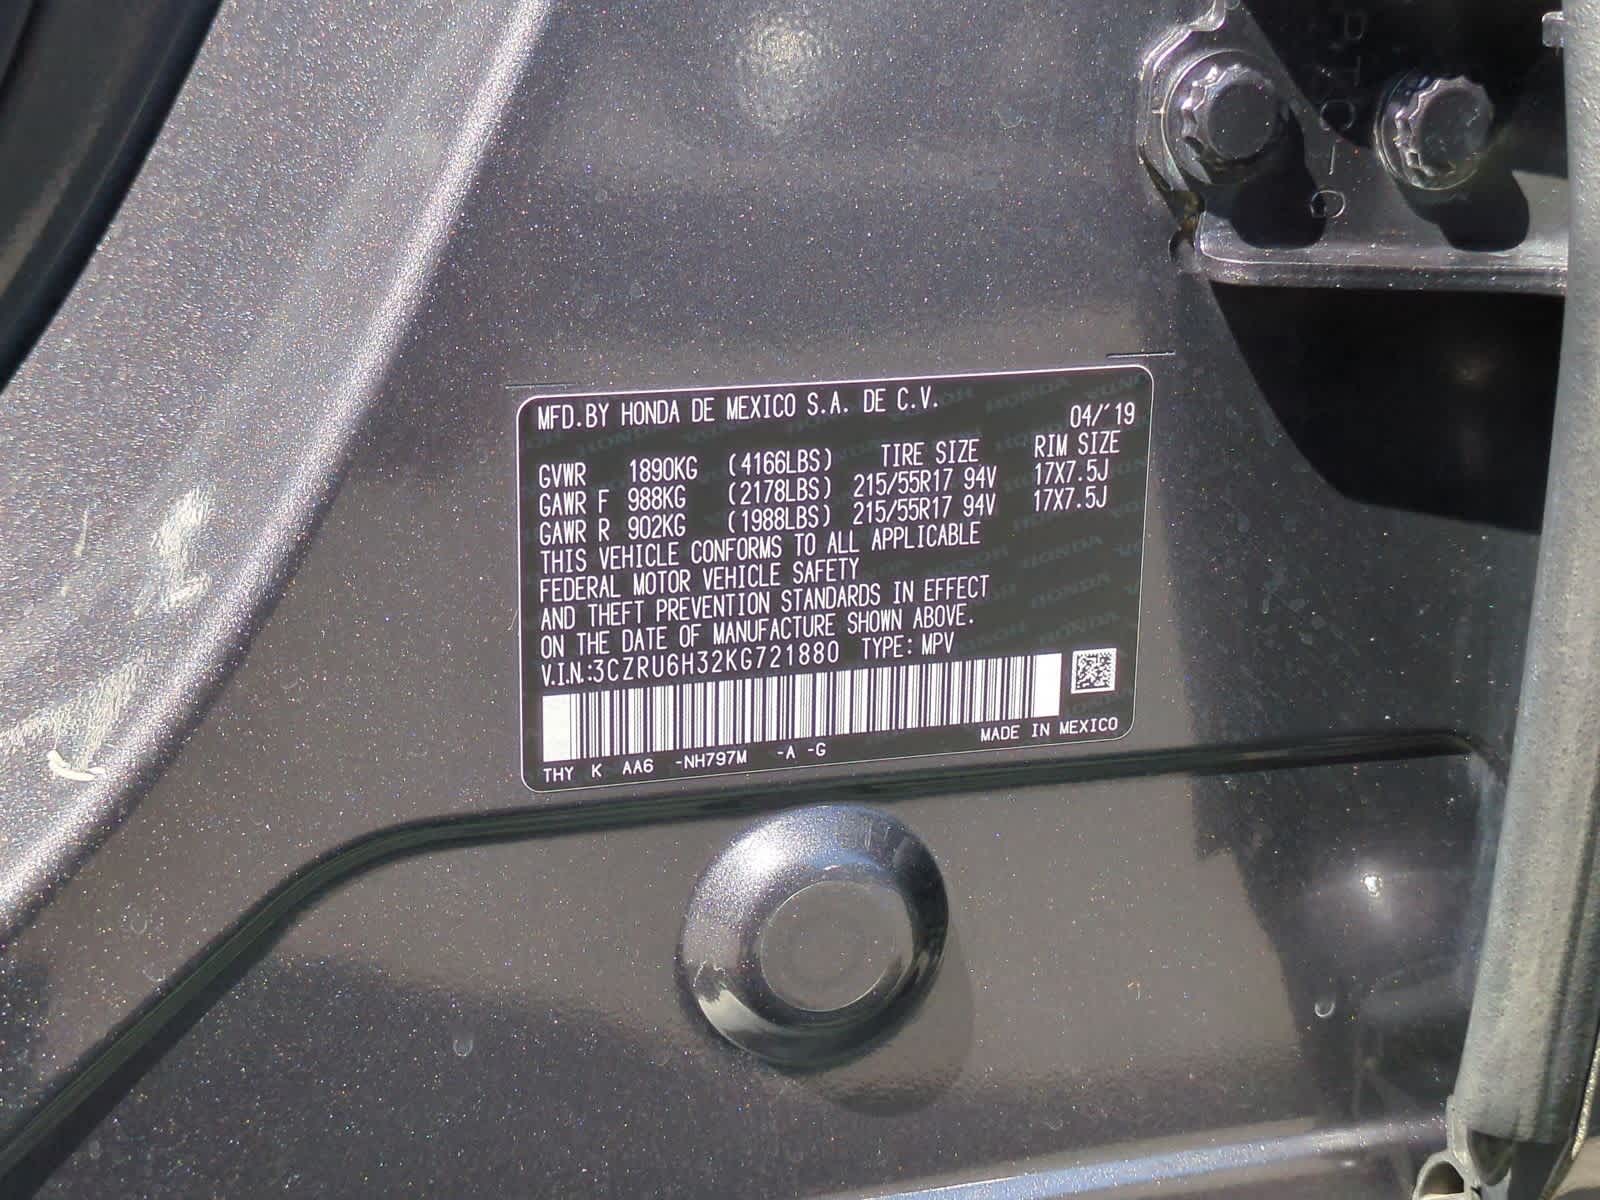 MFD.BY HONDA DE MEXICO S.A. DE C.V.
04/'19
GVWR 1890KG (4166LBS) TIRE SIZE RIM SIZE
GAWR F 988KG (2178LBS) 215/55R17 94V 17X7.5J
GAWR R 902KG (1988LBS) 215/55R17 94V 17X7.5J
THIS VEHICLE CONFORMS TO ALL APPLICABLE
FEDERAL MOTOR VEHICLE SAFETY
AND THEFT PREVENTION STANDARDS IN EFFECT
ON THE DATE OF MANUFACTURE SHOWN ABOVE.
V.I.N.:3CZRU6H32KG721880 TYPE: MPV
MADE IN MEXICO
THY K AA6 -NH797M -A -G